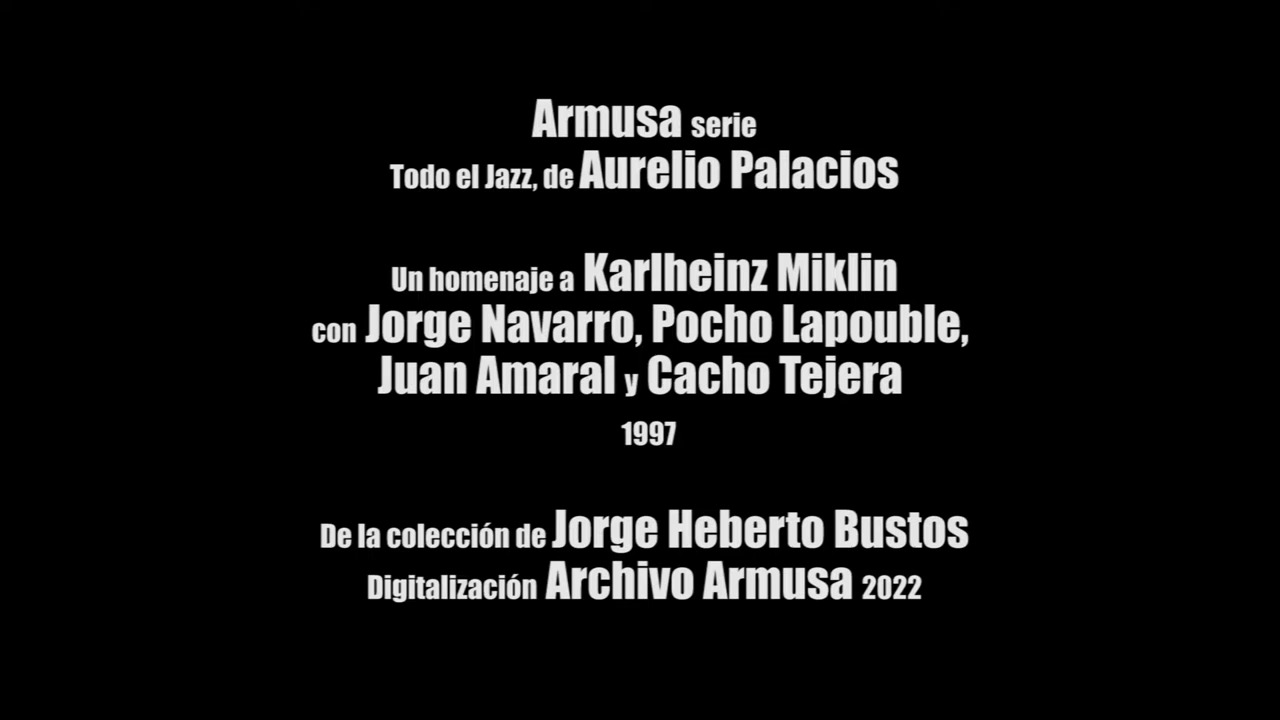 Armusa serie
Todo el Jazz, de Aurelio Palacios
Un homenaje a Karlheinz Miklin
con Jorge Navarro, Pocho Lapouble,
Juan Amaral y Cacho Tejera
1997
De la colección de Jorge Heberto Bustos
Digitalización Archivo Armusa 2022